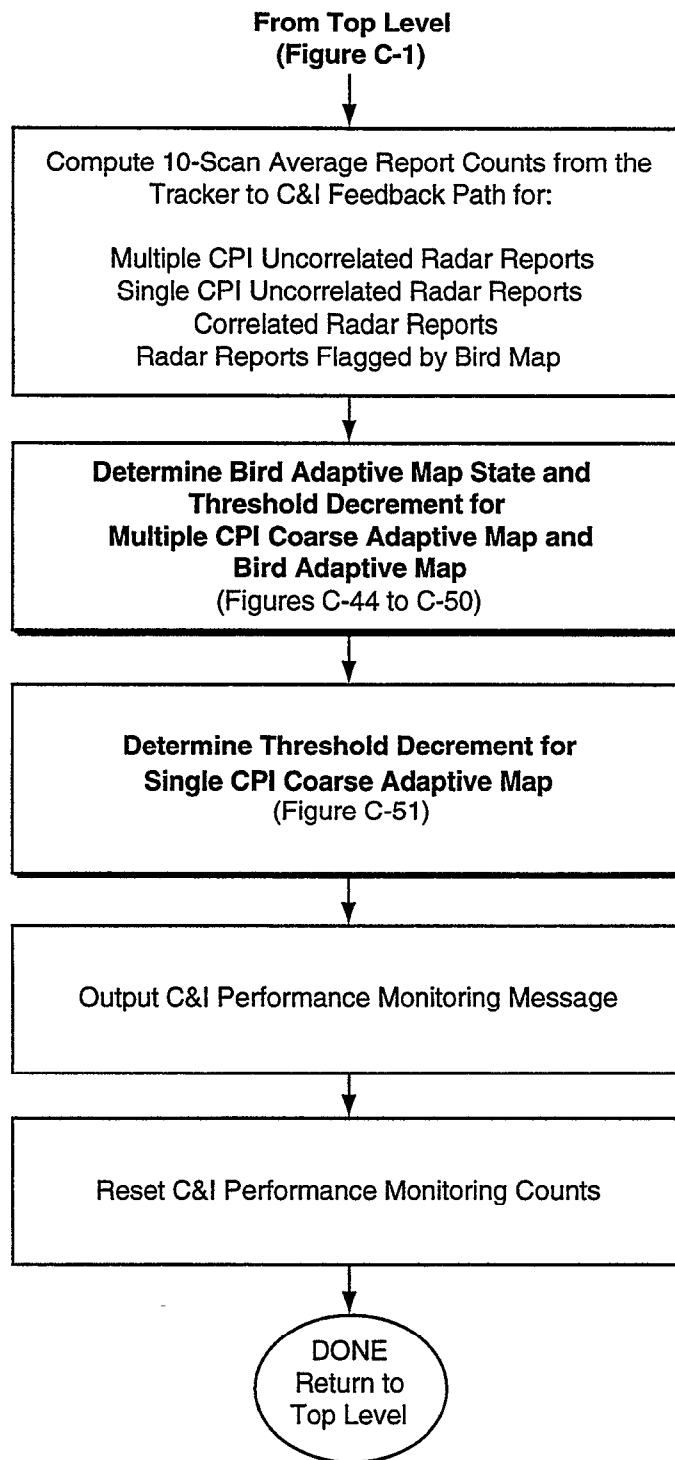 From Top Level
(Figure C-1)
Compute 10-Scan Average Report Counts from the
Tracker to C&I Feedback Path for:
Multiple CPI Uncorrelated Radar Reports
Single CPI Uncorrelated Radar Reports
Correlated Radar Reports
Radar Reports Flagged by Bird Map
Determine Bird Adaptive Map State and
Threshold Decrement for
Multiple CPI Coarse Adaptive Map and
Bird Adaptive Map
(Figures C-44 to C-50)
Determine Threshold Decrement for
Single CPI Coarse Adaptive Map
(Figure C-51)
Output C&I Performance Monitoring Message
Reset C&I Performance Monitoring Counts
DONE
Return to
Top Level